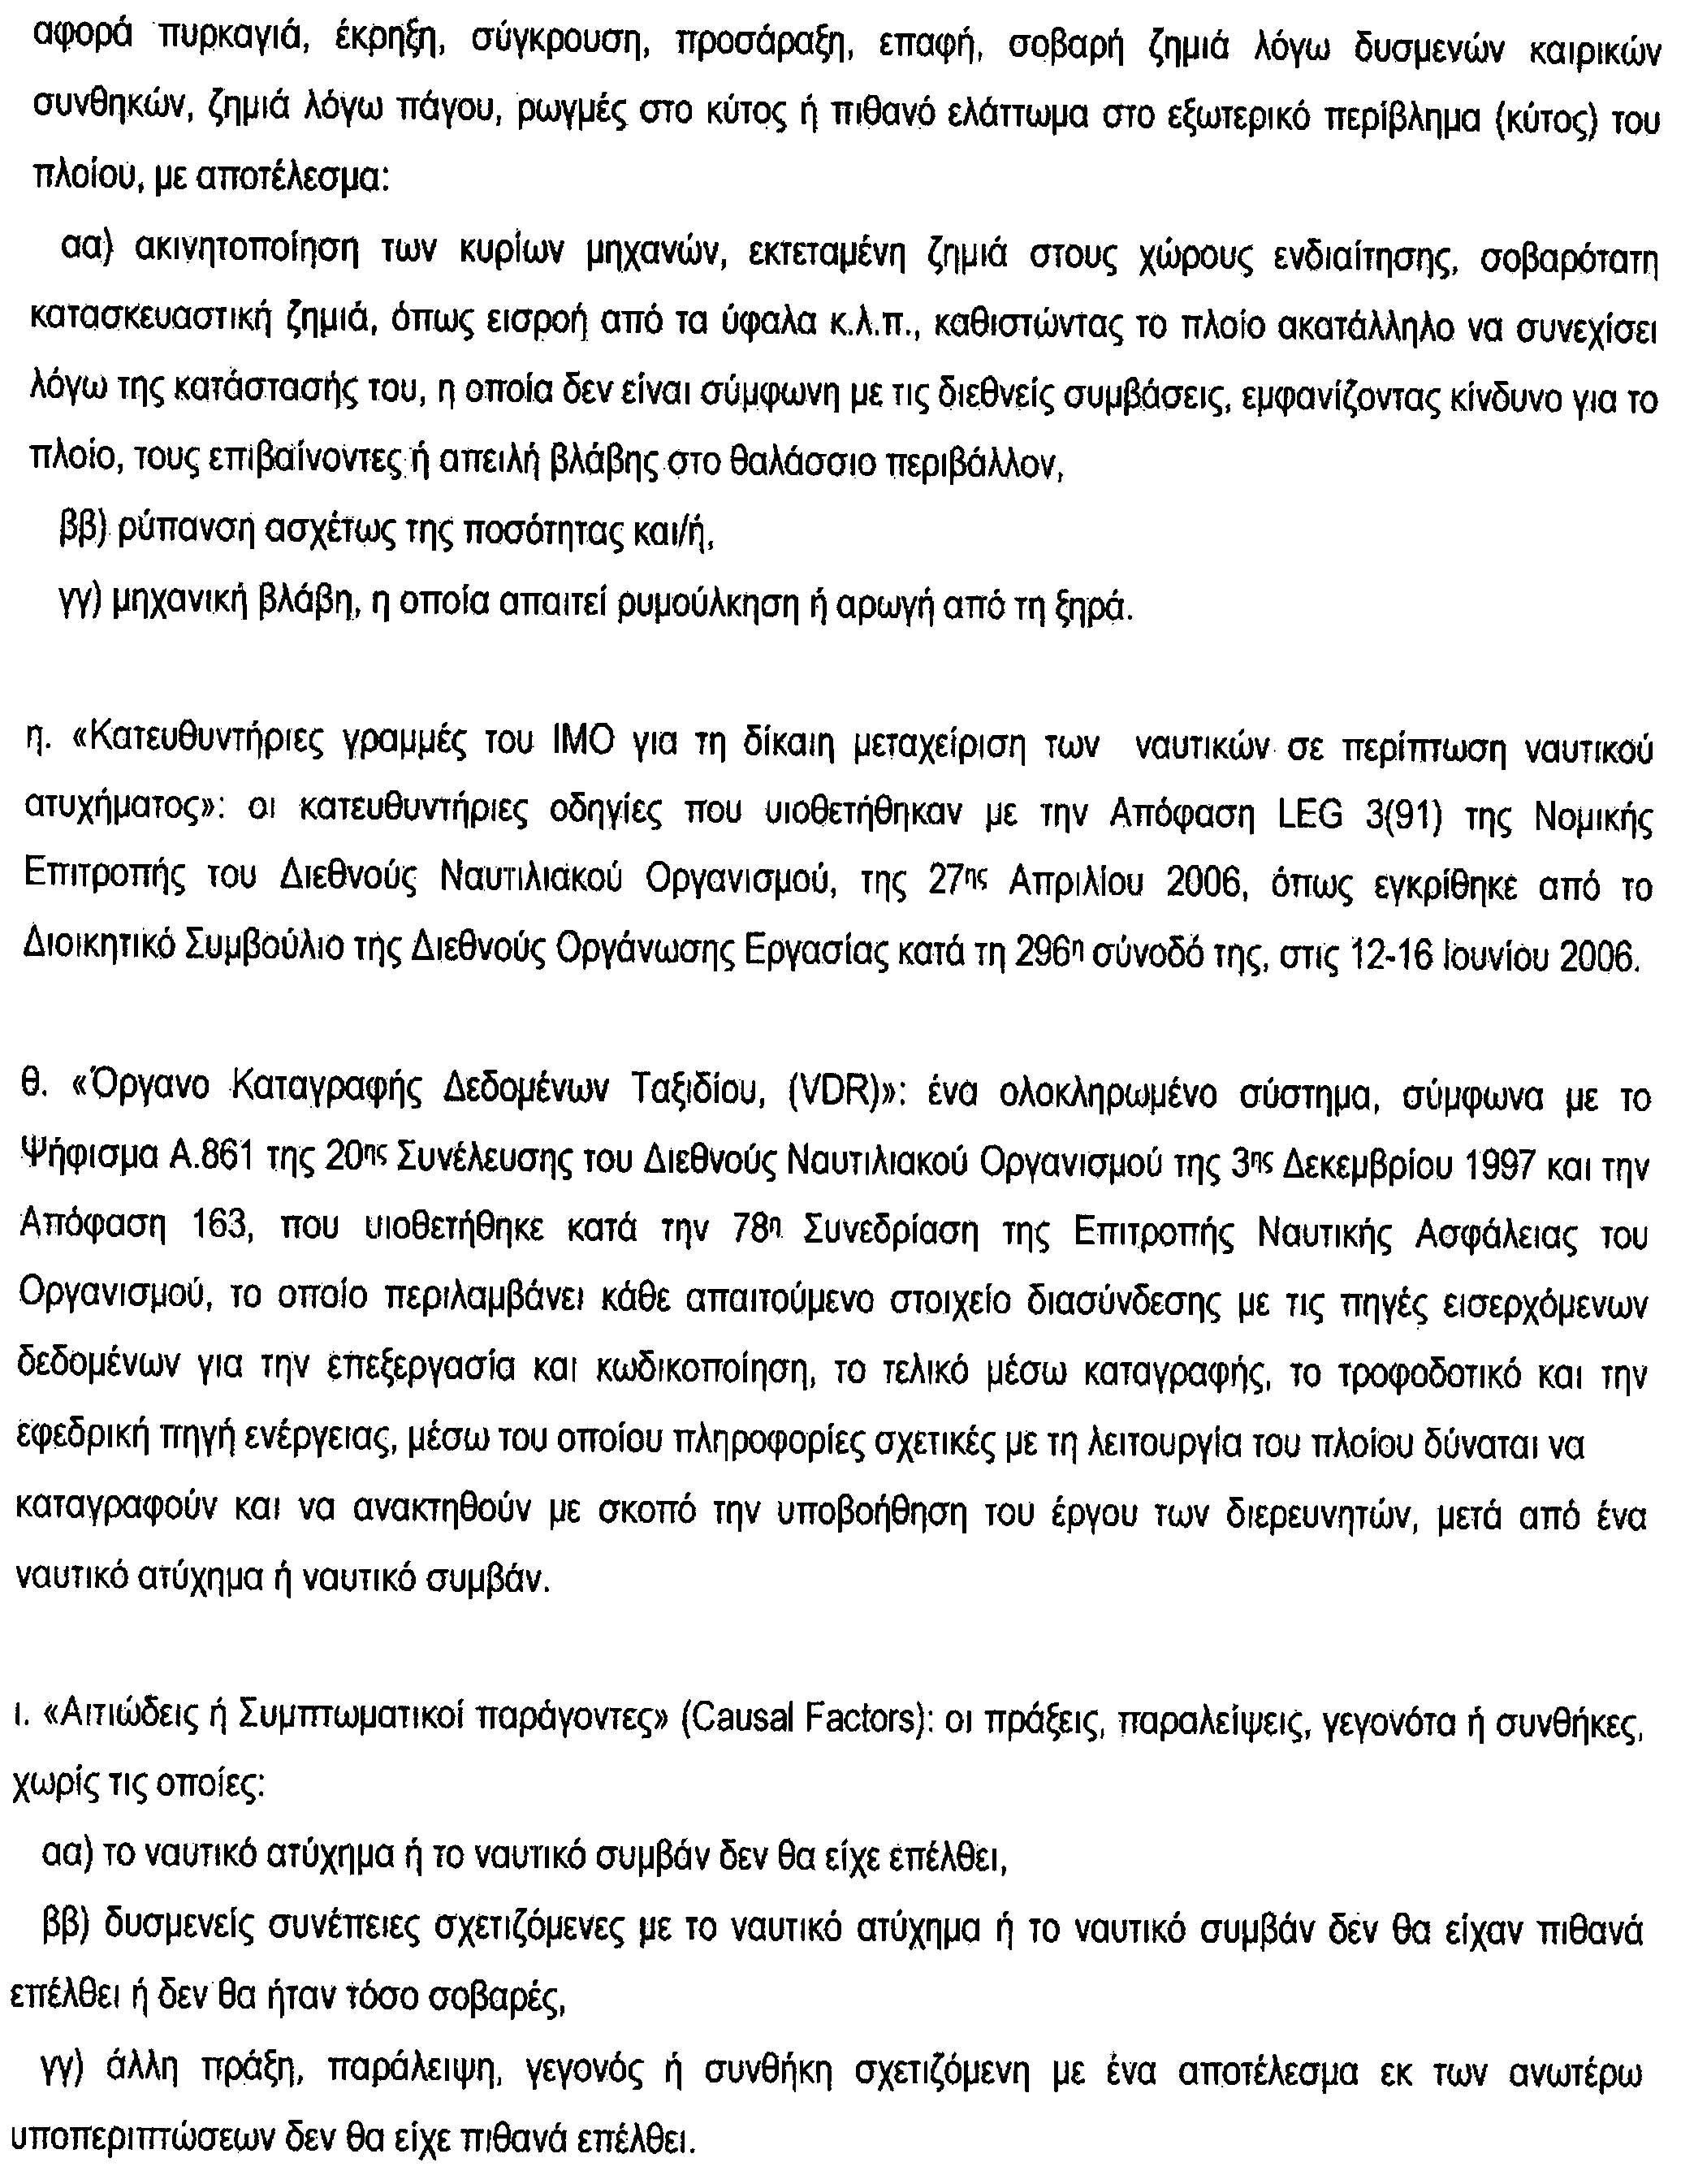 αφορά πυρκαγιά, έκρηξη, σύγκρουση, προσάραξη, επαφή, σοβαρή ζημιά λόγω δυσμενών καιρικών
συνθηκών, ζημιά λόγω πάγου, ρωγμές στο κύτος ή πιθανό ελάττωμα στο εξωτερικό περίβλημα (κύτος) του
πλοίου, με αποτέλεσμα:
αα) ακινητοποίηση των κυρίων μηχανών, εκτεταμένη ζημιά στους χώρους ενδιαίτησης, σοβαρότατη
κατασκευαστική ζημιά, όπως εισροή από τα ύφαλα κ.λ.π., καθιστώντας το πλοίο ακατάλληλο να συνεχίσει
λόγω της κατάστασής του, η οποία δεν είναι σύμφωνη με τις διεθνείς συμβάσεις, εμφανίζοντας κίνδυνο για το
πλοίο, τους επιβαίνοντες ή απειλή βλάβης στο θαλάσσιο περιβάλλον,
ββ) ρύπανση ασχέτως της ποσότητας και/ή,
γγ) μηχανική βλάβη, η οποία απαιτεί ρυμούλκηση ή αρωγή από τη ξηρά.
η. «Κατευθυντήριες γραμμές του IMO για τη δίκαιη μεταχείριση των ναυτικών σε περίπτωση ναυτικού
ατυχήματος»: οι κατευθυντήριες οδηγίες που υιοθετήθηκαν με την Απόφαση LEG 3(91) της Νομικής
Επιτροπής του Διεθνούς Ναυτιλιακού Οργανισμού, της 27ης Απριλίου 2006, όπως εγκρίθηκε από το
Διοικητικό Συμβούλιο της Διεθνούς Οργάνωσης Εργασίας κατά τη 296η σύνοδό της, στις 12-16 Ιουνίου 2006.
θ. «Όργανο Καταγραφής Δεδομένων Ταξιδίου, (VDR)»: ένα ολοκληρωμένο σύστημα, σύμφωνα με το
Ψήφισμα Α.861 της 20ης Συνέλευσης του Διεθνούς Ναυτιλιακού Οργανισμού της 3ης Δεκεμβρίου 1997 και την
Απόφαση 163, που υιοθετήθηκε κατά την 78η Συνεδρίαση της Επιτροπής Ναυτικής Ασφάλειας του
Οργανισμού, το οποίο περιλαμβάνει κάθε απαιτούμενο στοιχείο διασύνδεσης με τις πηγές εισερχόμενων
δεδομένων για την επεξεργασία και κωδικοποίηση, το τελικό μέσω καταγραφής, το τροφοδοτικό και την
εφεδρική πηγή ενέργειας, μέσω του οποίου πληροφορίες σχετικές με τη λειτουργία του πλοίου δύναται να
καταγραφούν και να ανακτηθούν με σκοπό την υποβοήθηση του έργου των διερευνητών, μετά από ένα
ναυτικό ατύχημα ή ναυτικό συμβάν.
ι. «Αιτιώδεις ή Συμπτωματικοί παράγοντες» (Causal Factors): οι πράξεις, παραλείψεις, γεγονότα ή συνθήκες,
χωρίς τις οποίες:
αα) το ναυτικό ατύχημα ή το ναυτικό συμβάν δεν θα είχε επέλθει,
ββ) δυσμενείς συνέπειες σχετιζόμενες με το ναυτικό ατύχημα ή το ναυτικό συμβάν δεν θα είχαν πιθανά
επέλθει ή δεν θα ήταν τόσο σοβαρές,
γγ) άλλη πράξη, παράλειψη, γεγονός ή συνθήκη σχετιζόμενη με ένα αποτέλεσμα εκ των ανωτέρω
υποπεριπτώσεων δεν θα είχε πιθανά επέλθει.